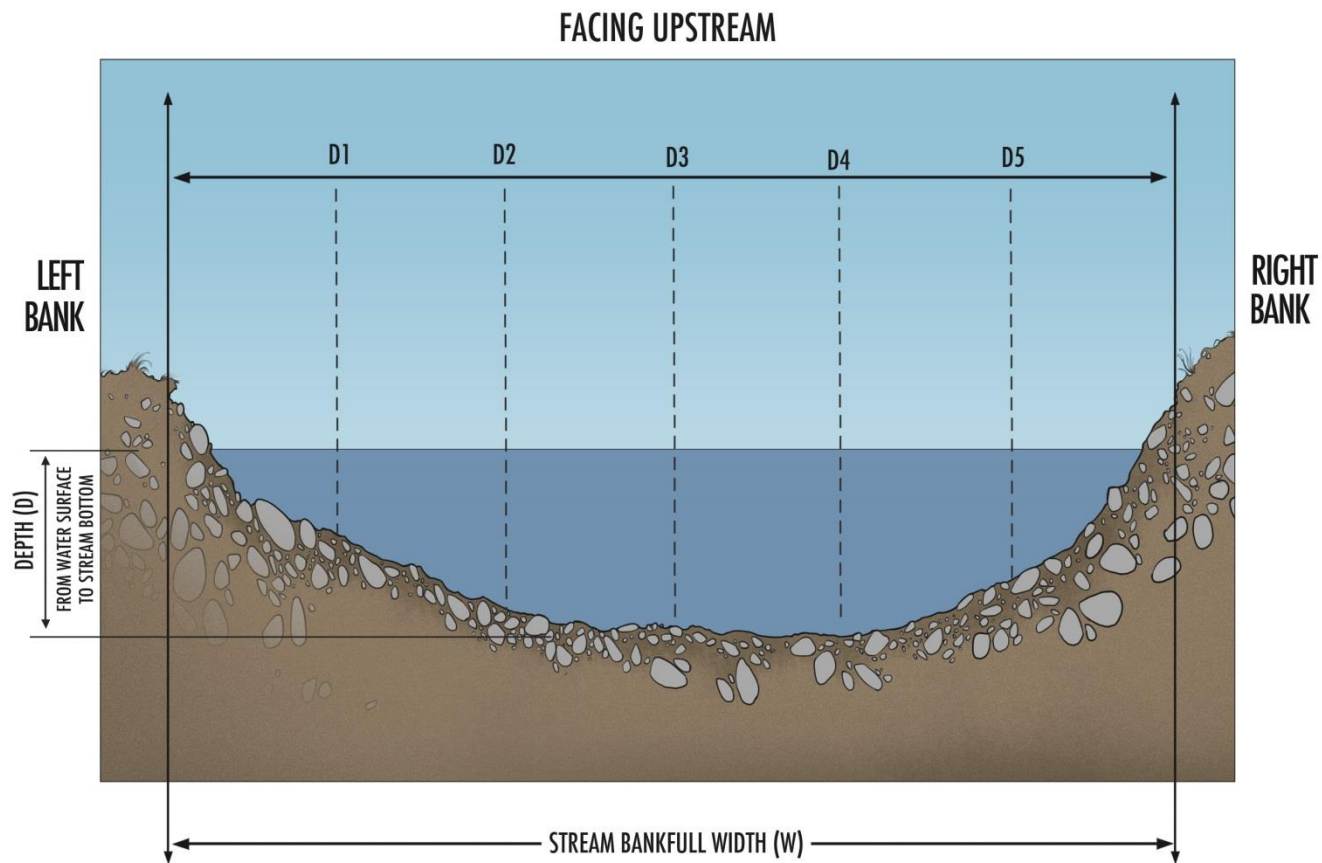 FACING UPSTREAM
D1 D2 D3 D4 D5
LEFT
BANK
RIGHT
BANK
DEPTH (D)
FROM WATER SURFACE
TO STREAM BOTTOM
STREAM BANKFULL WIDTH (W)